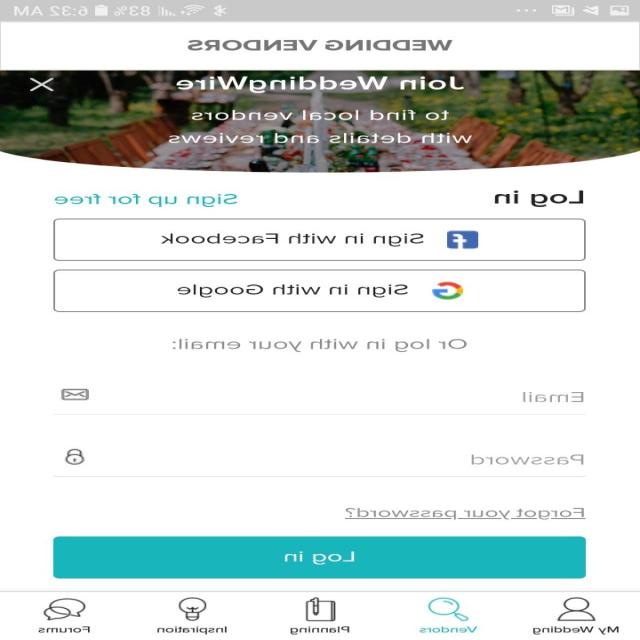 83% 6:32 AM
WEDDING VENDORS
Join WeddingWire
to find local vendors
with details and reviews
Log in
Sign up for free
Sign in with Facebook
Sign in with Google
Or log in with your email:
Email
Password
Forgot your password?
Log in
My Wedding Vendors Planning Inspiration Forums